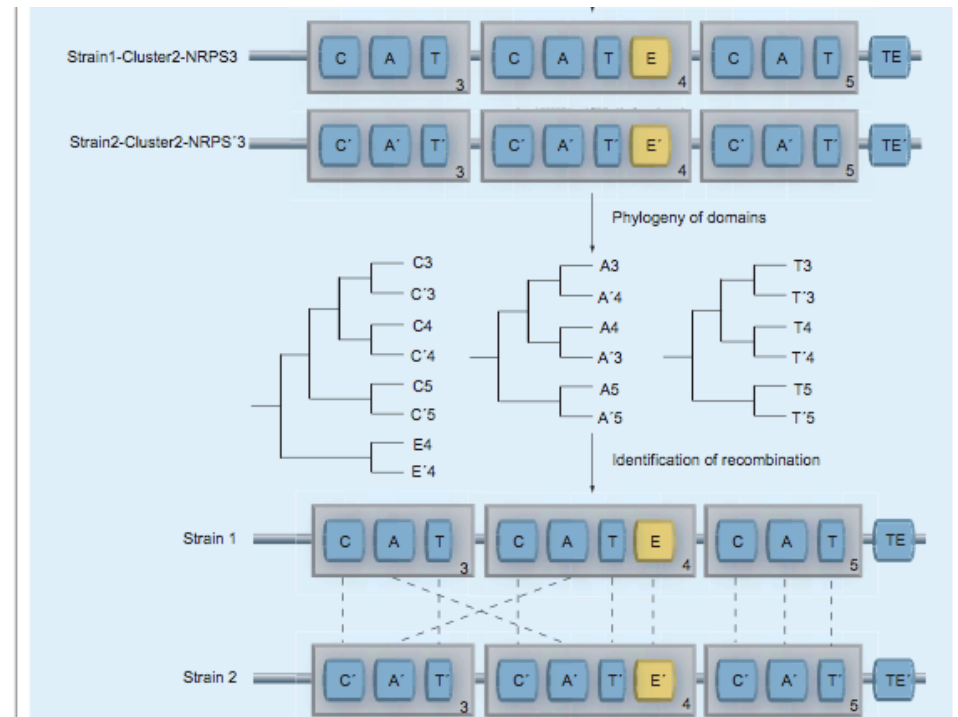 Strain1-Cluster2-NRPS3 C A T 3 C A T E 4 C A T 5 TE
Strain2-Cluster2-NRPS´3 C´ A´ T´ 3 C´ A´ T´ E´ 4 C´ A´ T´ 5 TE´
Phylogeny of domains
C3 A3 T3
C´3 A´4 T´3
C4 A4 T4
C´4 A´3 T´4
C5 A5 T5
C´5 A´5 T´5
E4
E´4
Identification of recombination
Strain 1 C A T 3 C A T E 4 C A T 5 TE
Strain 2 C´ A´ T´ 3 C´ A´ T´ E´ 4 C´ A´ T´ 5 TE´